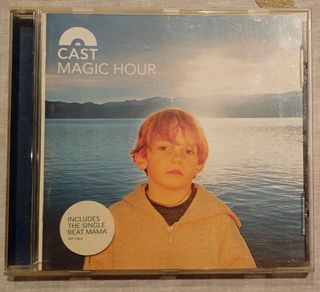 CAST
MAGIC HOUR
INCLUDES
THE SINGLE
'BEAT MAMA'